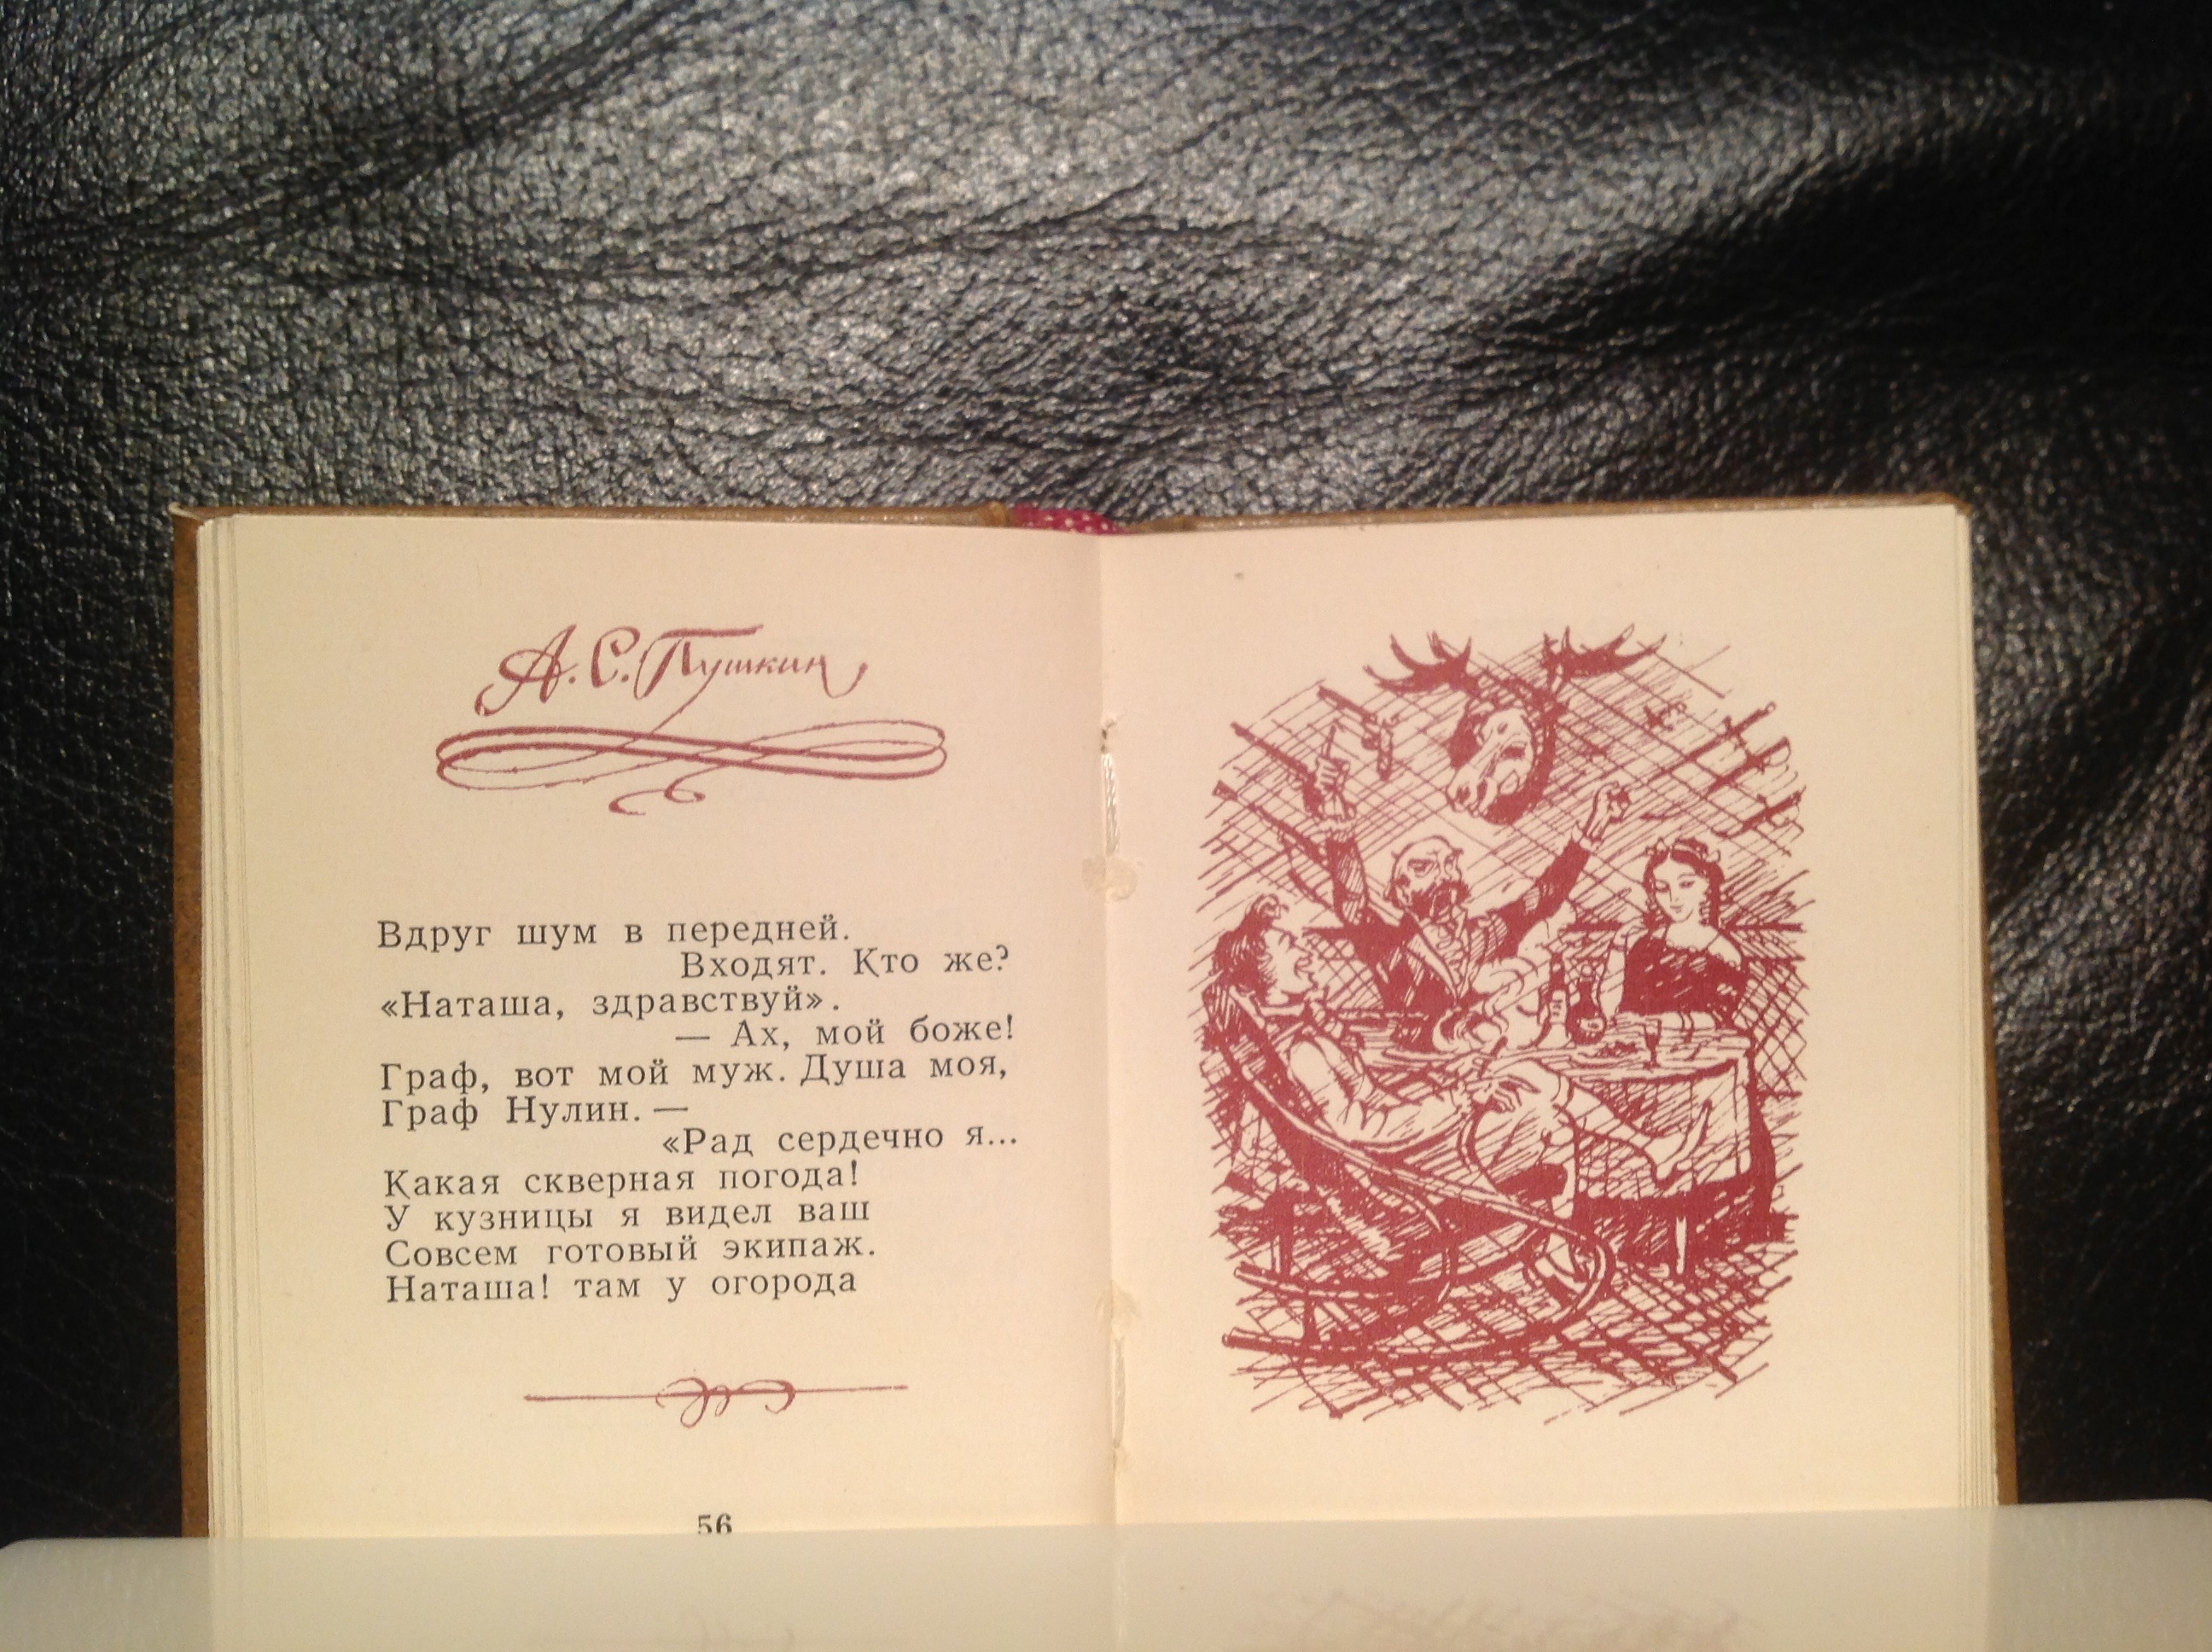 А. С. Пушкин
Вдруг шум в передней.
Входят. Кто же?
«Наташа, здравствуй».
— Ах, мой боже!
Граф, вот мой муж. Душа моя,
Граф Нулин. —
«Рад сердечно я...
Какая скверная погода!
У кузницы я видел ваш
Совсем готовый экипаж.
Наташа! там у огорода
56